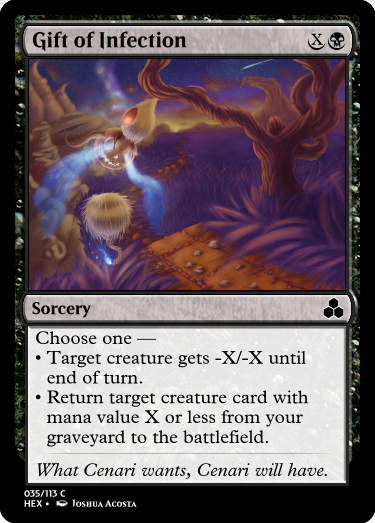 Gift of Infection X
Sorcery
Choose one —
• Target creature gets -X/-X until
end of turn.
• Return target creature card with
mana value X or less from your
graveyard to the battlefield.
What Cenari wants, Cenari will have.
035/113 C
HEX • Joshua Acosta